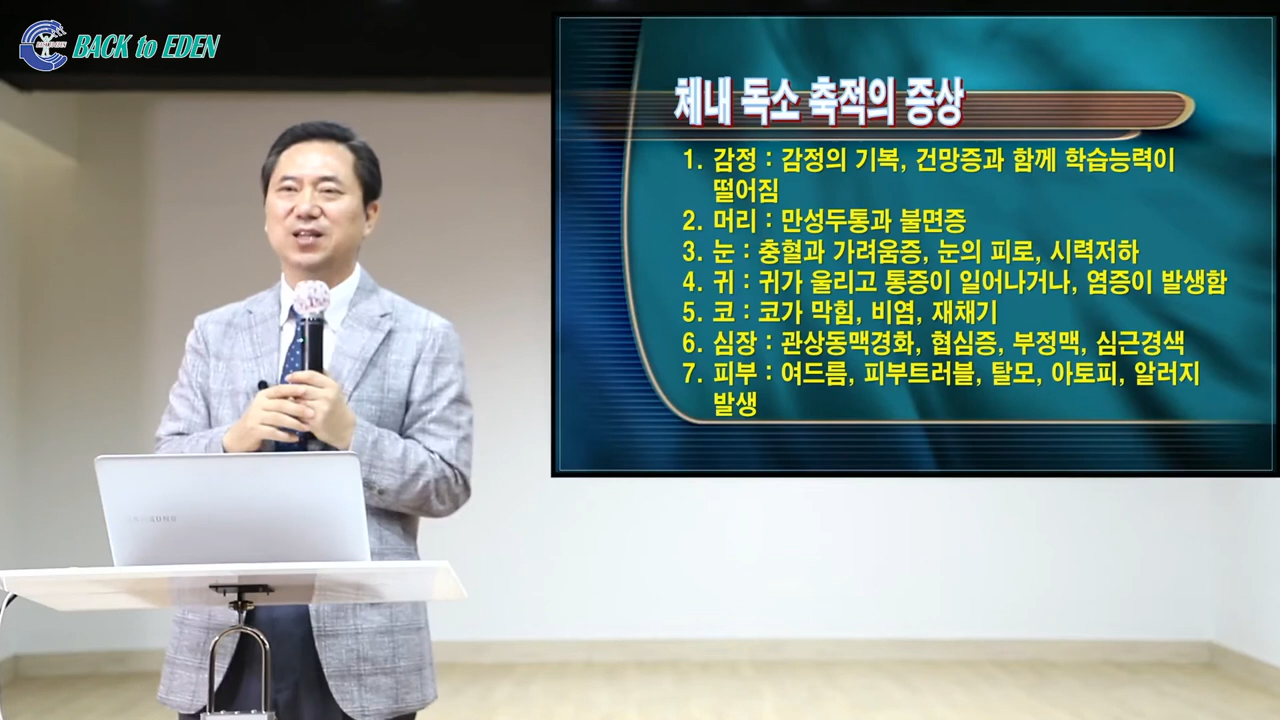 BACK to EDEN
체내 독소 축적의 증상
1. 감정 : 감정의 기복, 건망증과 함께 학습능력이
떨어짐
2. 머리 : 만성두통과 불면증
3. 눈 : 충혈과 가려움증, 눈의 피로, 시력저하
4. 귀 : 귀가 울리고 통증이 일어나거나, 염증이 발생함
5. 코 : 코가 막힘, 비염, 재채기
6. 심장 : 관상동맥경화, 협심증, 부정맥, 심근경색
7. 피부 : 여드름, 피부트러블, 탈모, 아토피, 알러지
발생
SAMSUNG